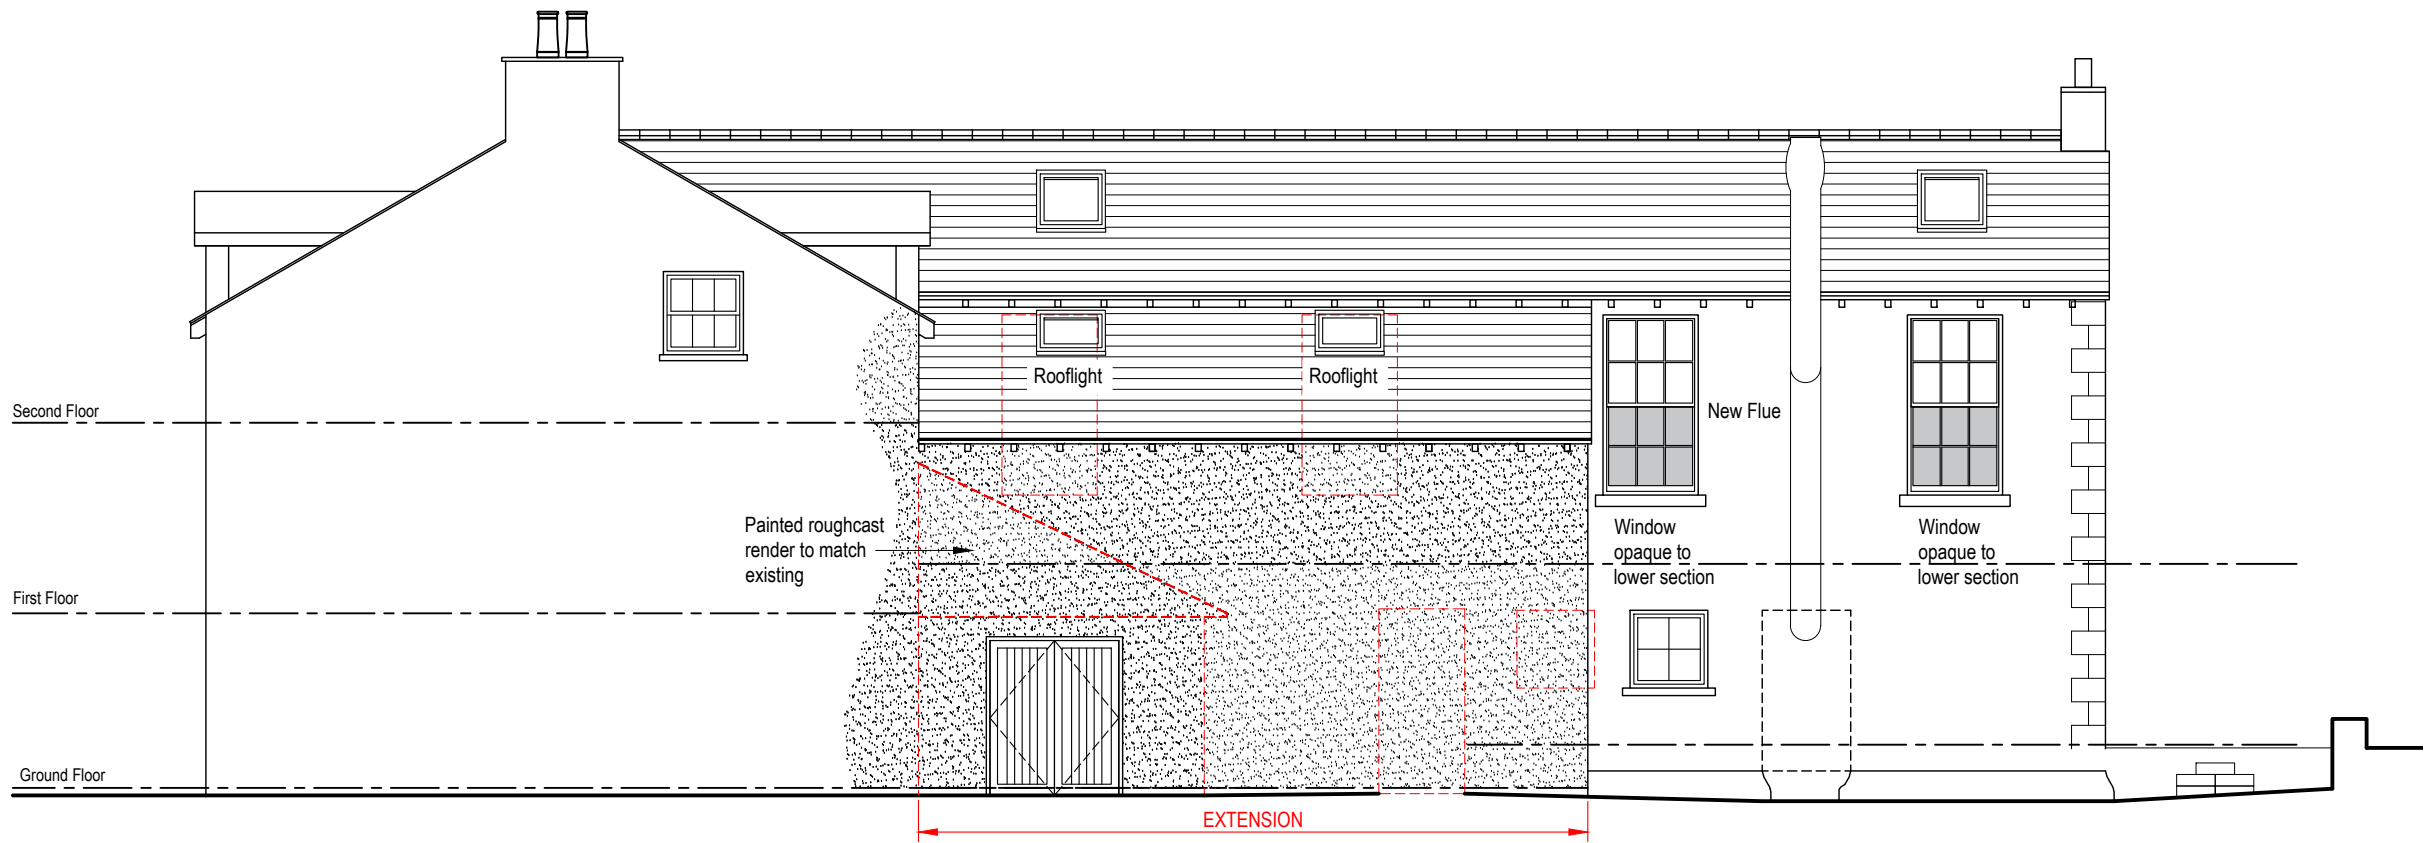 Rooflight
Rooflight
Second Floor
New Flue
Painted roughcast
render to match
existing
Window
opaque to
lower section
Window
opaque to
lower section
First Floor
Ground Floor
EXTENSION